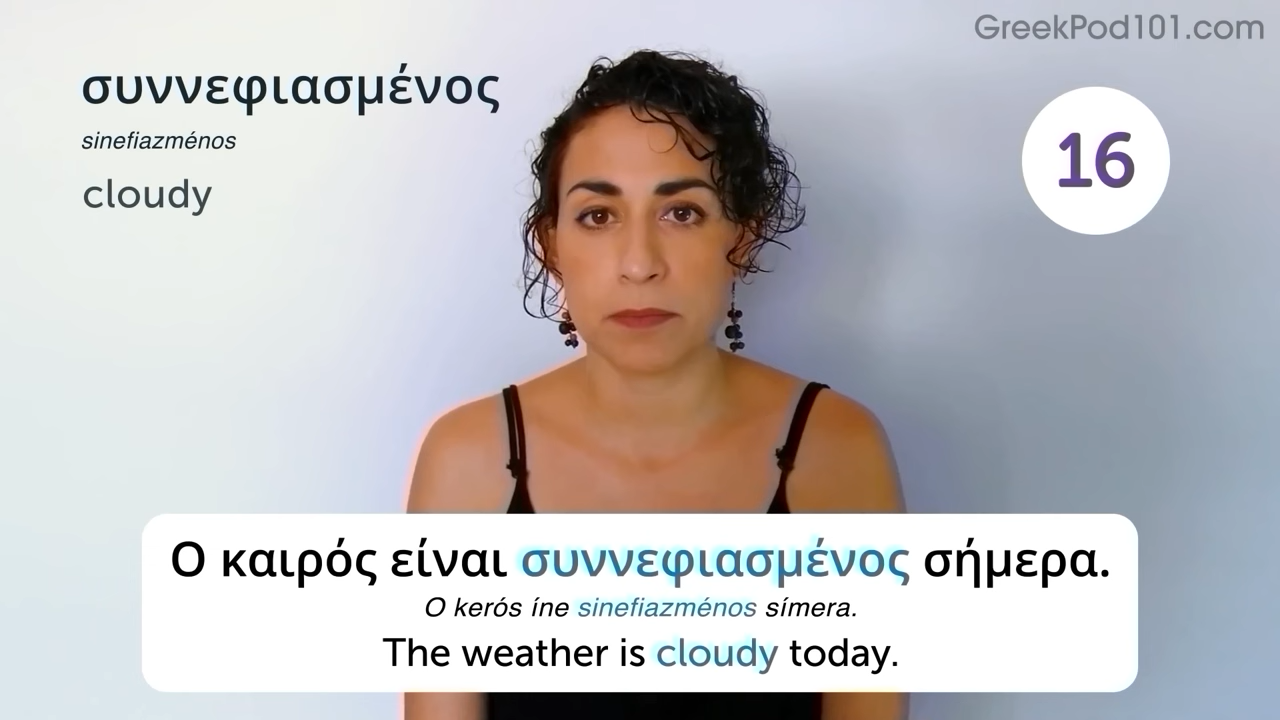 GreekPod101.com
συννεφιασμένος
sinefiazménos
cloudy
16
Ο καιρός είναι συννεφιασμένος σήμερα.
O kerós íne sinefiazménos símera.
The weather is cloudy today.